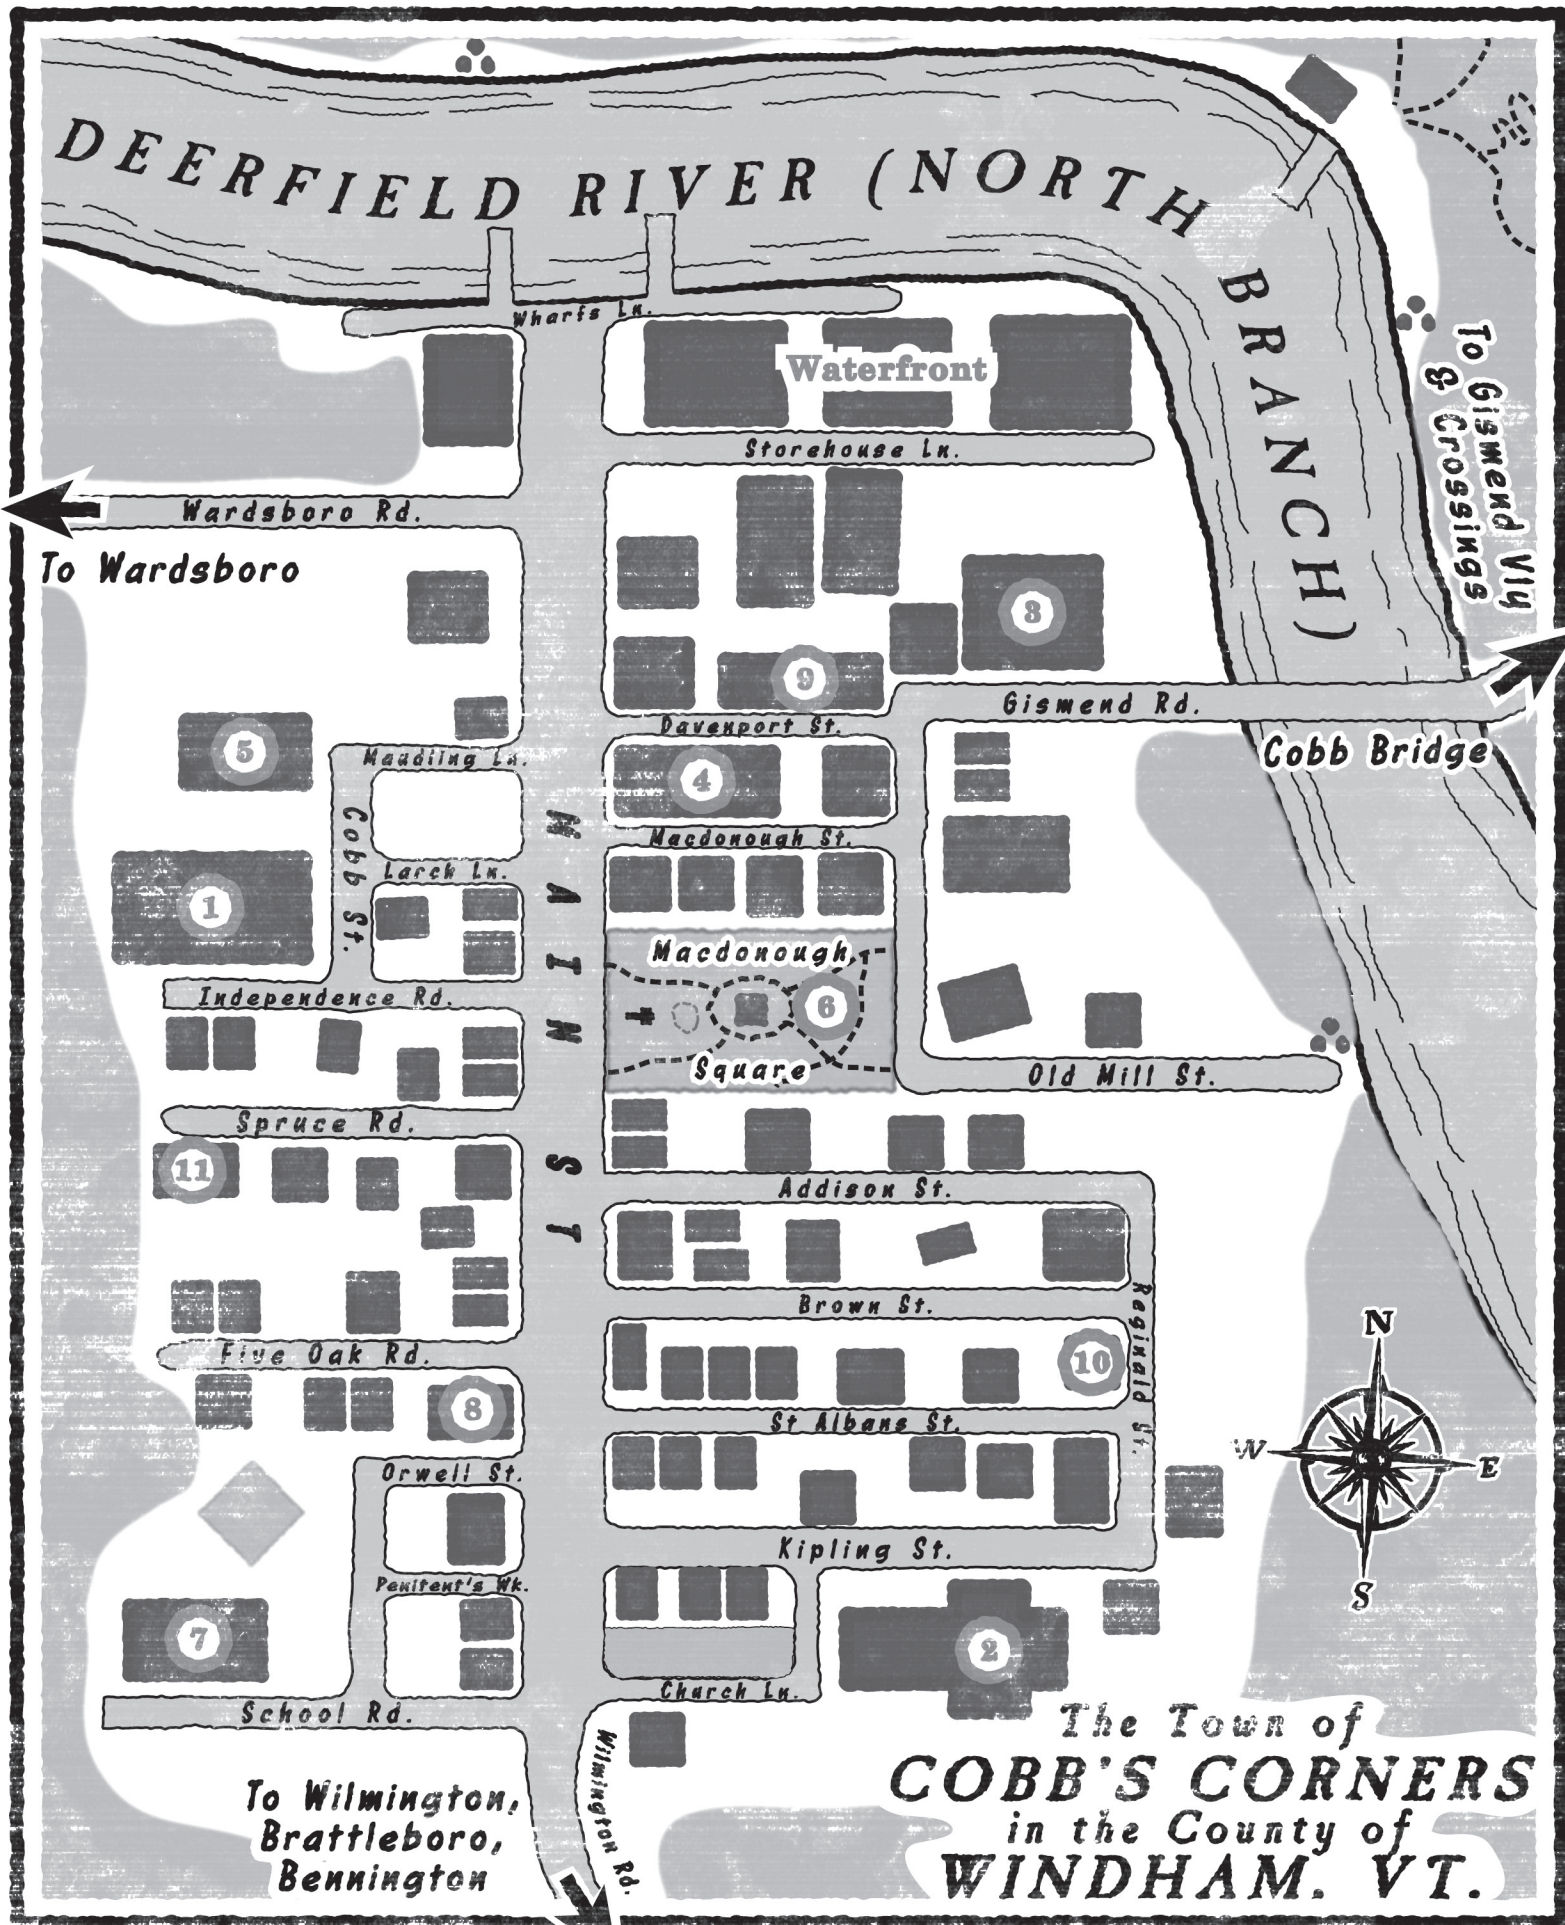 DEERFIELD RIVER (NORTH BRANCH)
Wharfs Ln.
Waterfront
Storehouse Ln.
To Gismend Vly
& Crossings
Wardsboro Rd.
To Wardsboro
3
9
Gismend Rd.
Davenport St.
Cobb Bridge
5
Maudling Ln.
4
Macdonough St.
Cobb St.
Larch Ln.
1
MAIN ST
Macdonough
6
Square
Independence Rd.
Old Mill St.
Spruce Rd.
11
Addison St.
Brown St.
Reginald St.
N
Five Oak Rd.
10
8
St Albans St.
W
E
Orwell St.
Kipling St.
Penitent's Wk.
S
7
2
Church Ln.
School Rd.
Wilmington Rd.
The Town of
COBB'S CORNERS
in the County of
WINDHAM. VT.
To Wilmington,
Brattleboro,
Bennington